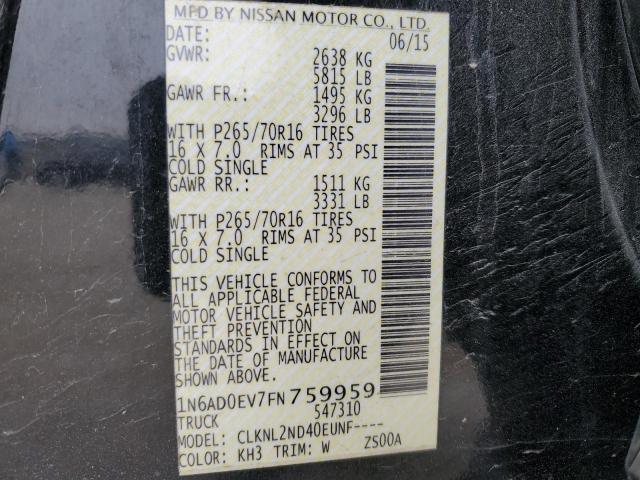 MFD BY NISSAN MOTOR CO., LTD.
DATE: 06/15
GVWR: 2638 KG
5815 LB
GAWR FR.: 1495 KG
3296 LB
WITH P265/70R16 TIRES
16 X 7.0 RIMS AT 35 PSI
COLD SINGLE
GAWR RR.: 1511 KG
3331 LB
WITH P265/70R16 TIRES
16 X 7.0 RIMS AT 35 PSI
COLD SINGLE
THIS VEHICLE CONFORMS TO
ALL APPLICABLE FEDERAL
MOTOR VEHICLE SAFETY AND
THEFT PREVENTION
STANDARDS IN EFFECT ON
THE DATE OF MANUFACTURE
SHOWN ABOVE.
1N6AD0EV7FN759959
TRUCK 547310
MODEL: CLKNL2ND40EUNF----
COLOR: KH3 TRIM: W ZS00A